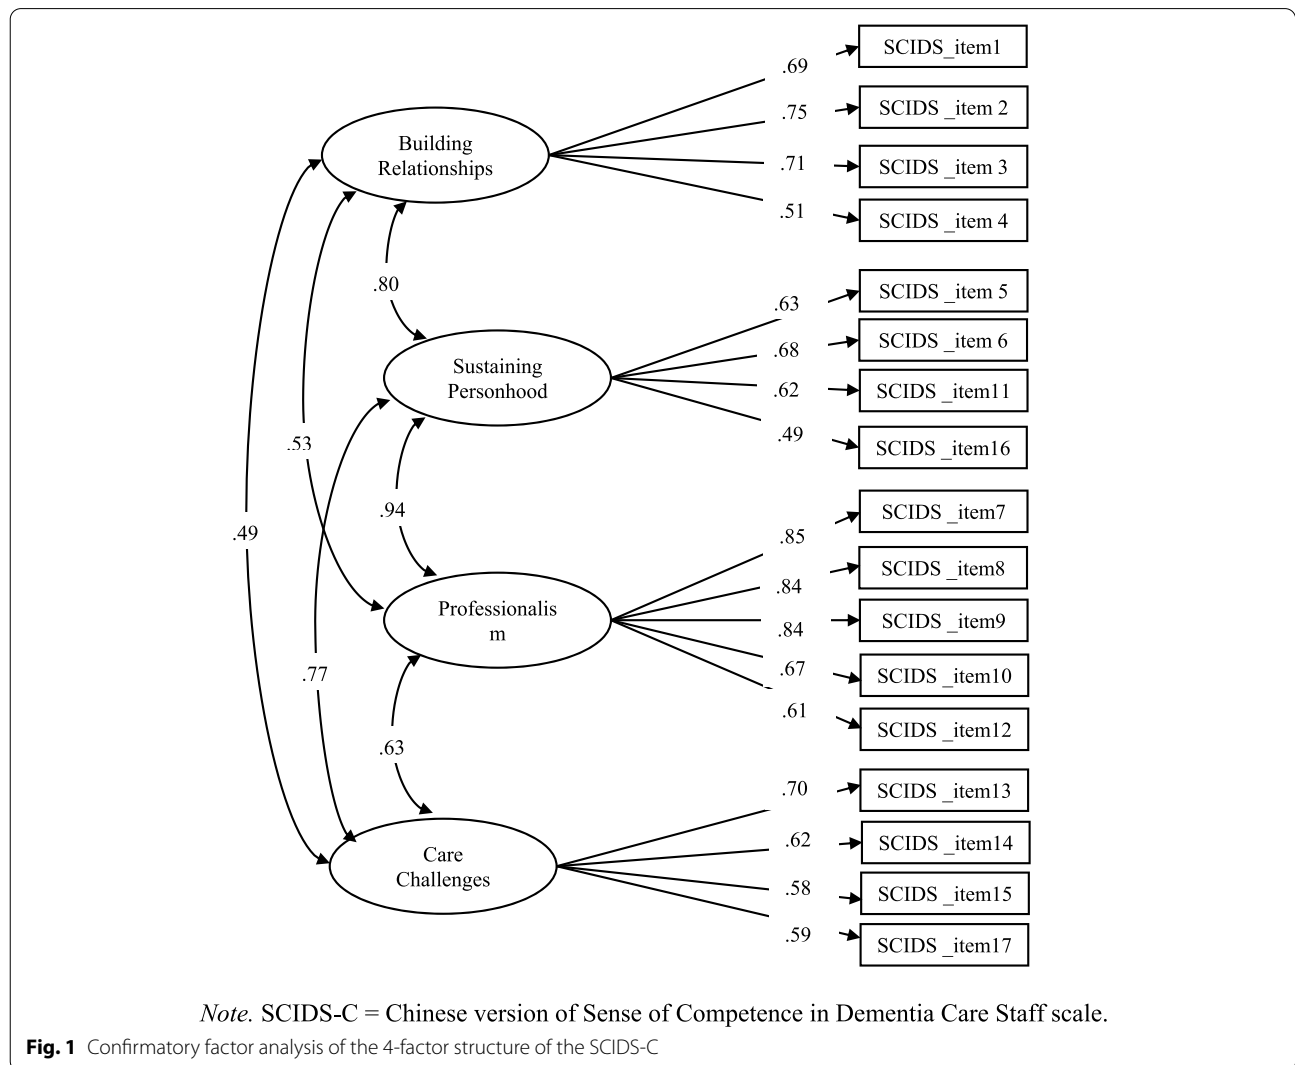 SCIDS_item1
.69
SCIDS _item 2
.75
Building
Relationships
SCIDS _item 3
.71
SCIDS _item 4
.51
.80
SCIDS _item 5
.63
SCIDS _item 6
.68
Sustaining
Personhood
SCIDS _item11
.62
SCIDS _item16
.49
.53
.94
.49
SCIDS _item7
.85
SCIDS _item8
.84
Professionalis
m
SCIDS _item9
.84
SCIDS _item10
.67
SCIDS _item12
.61
.77
.63
SCIDS _item13
.70
SCIDS _item14
.62
Care
Challenges
SCIDS _item15
.58
SCIDS _item17
.59
Note. SCIDS-C = Chinese version of Sense of Competence in Dementia Care Staff scale.
Fig. 1 Confirmatory factor analysis of the 4-factor structure of the SCIDS-C